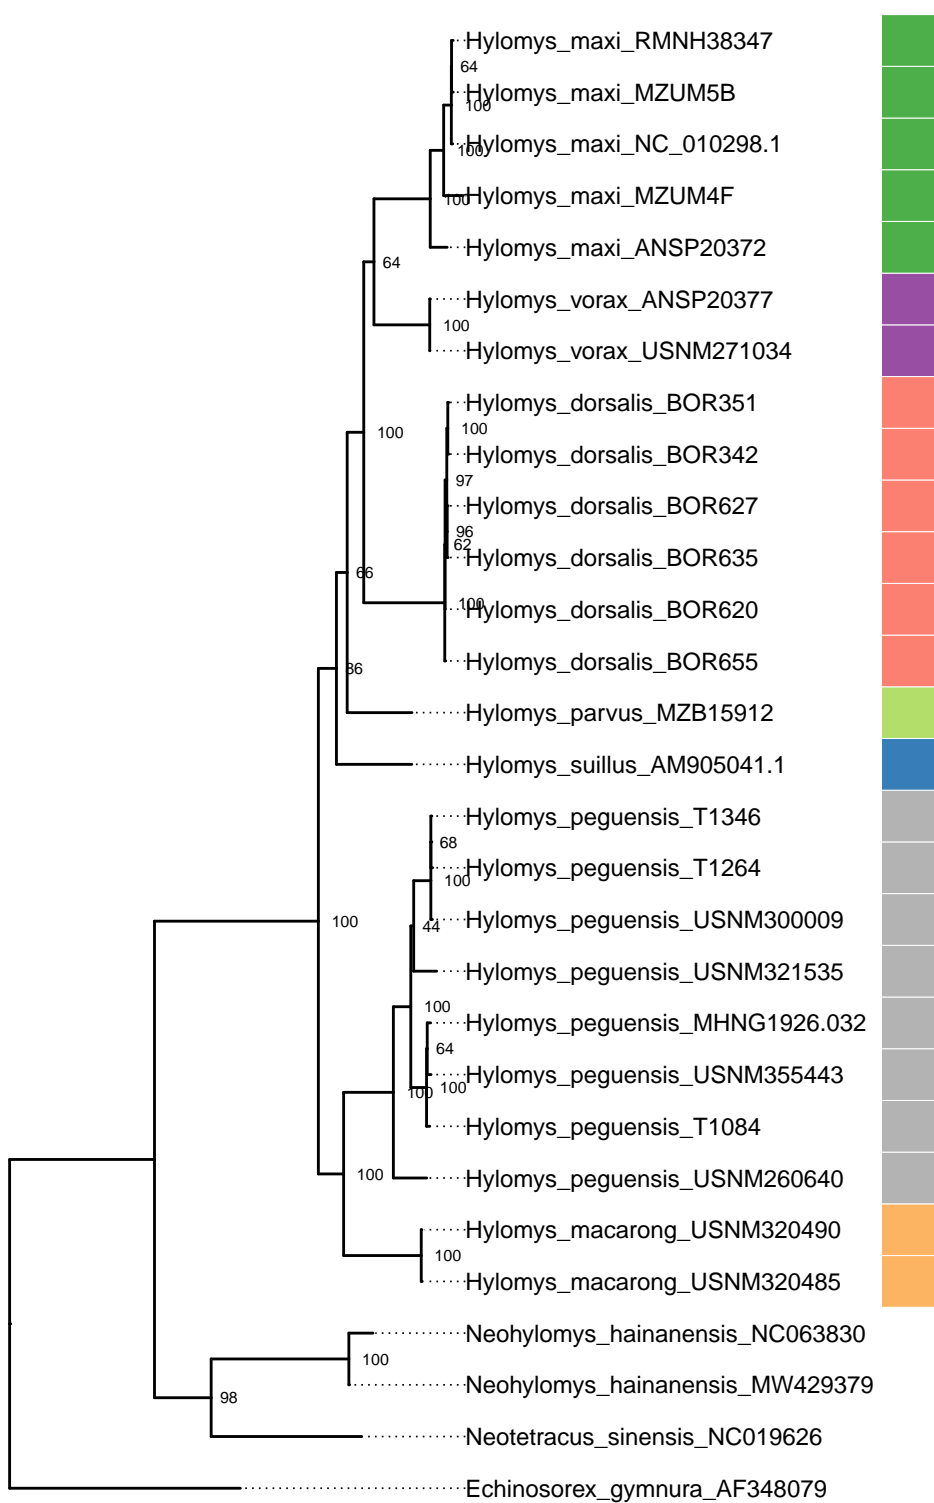 Hylomys_maxi_RMNH38347
64
Hylomys_maxi_MZUM5B
100
Hylomys_maxi_NC_010298.1
100
Hylomys_maxi_MZUM4F
100
Hylomys_maxi_ANSP20372
64
Hylomys_vorax_ANSP20377
100
Hylomys_vorax_USNM271034
Hylomys_dorsalis_BOR351
100
100
Hylomys_dorsalis_BOR342
97
Hylomys_dorsalis_BOR627
96
62
Hylomys_dorsalis_BOR635
66
100
Hylomys_dorsalis_BOR620
Hylomys_dorsalis_BOR655
86
Hylomys_parvus_MZB15912
Hylomys_suillus_AM905041.1
Hylomys_peguensis_T1346
68
Hylomys_peguensis_T1264
100
Hylomys_peguensis_USNM300009
100
44
Hylomys_peguensis_USNM321535
100
Hylomys_peguensis_MHNG1926.032
64
Hylomys_peguensis_USNM355443
100
100
Hylomys_peguensis_T1084
Hylomys_peguensis_USNM260640
100
Hylomys_macarong_USNM320490
100
Hylomys_macarong_USNM320485
Neohylomys_hainanensis_NC063830
100
Neohylomys_hainanensis_MW429379
98
Neotetracus_sinensis_NC019626
Echinosorex_gymnura_AF348079